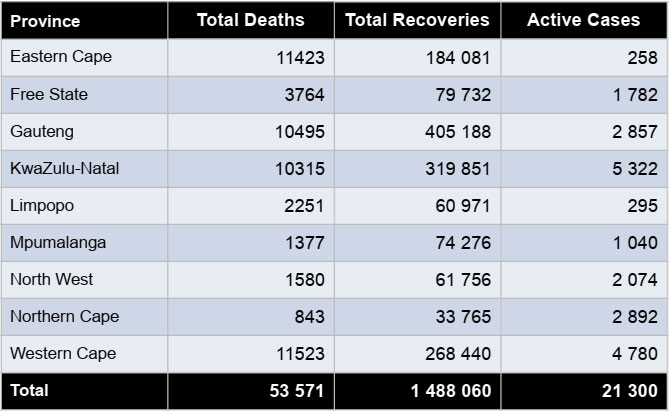 Province Total Deaths Total Recoveries Active Cases
Eastern Cape 11423 184 081 258
Free State 3764 79 732 1 782
Gauteng 10495 405 188 2 857
KwaZulu-Natal 10315 319 851 5 322
Limpopo 2251 60 971 295
Mpumalanga 1377 74 276 1 040
North West 1580 61 756 2 074
Northern Cape 843 33 765 2 892
Western Cape 11523 268 440 4 780
Total 53 571 1 488 060 21 300